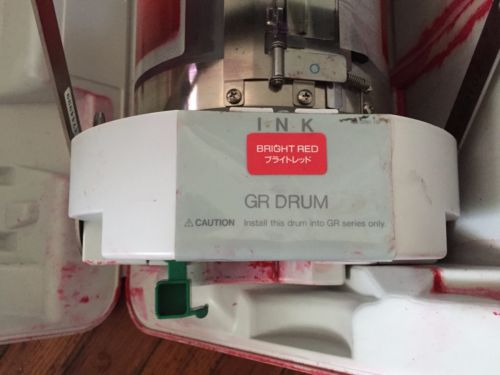 INK
BRIGHT RED
ブライトレッド
GR DRUM
⚠CAUTION Install this drum into GR series only.